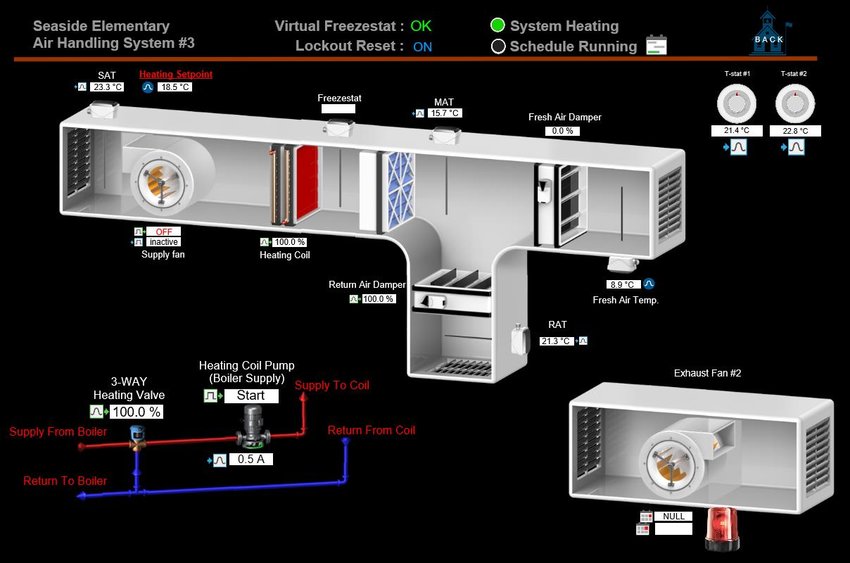 Seaside Elementary
Air Handling System #3
Virtual Freezestat : OK
Lockout Reset : ON
System Heating
Schedule Running
BACK
SAT
23.3 °C
Heating Setpoint
18.5 °C
Freezestat
MAT
15.7 °C
Fresh Air Damper
0.0 %
T-stat #1
21.4 °C
T-stat #2
22.8 °C
OFF
inactive
Supply fan
100.0 %
Heating Coil
Return Air Damper
100.0 %
8.9 °C
Fresh Air Temp.
RAT
21.3 °C
3-WAY
Heating Valve
100.0 %
Heating Coil Pump
(Boiler Supply)
Start
0.5 A
Supply To Coil
Supply From Boiler
Return From Coil
Return To Boiler
Exhaust Fan #2
NULL